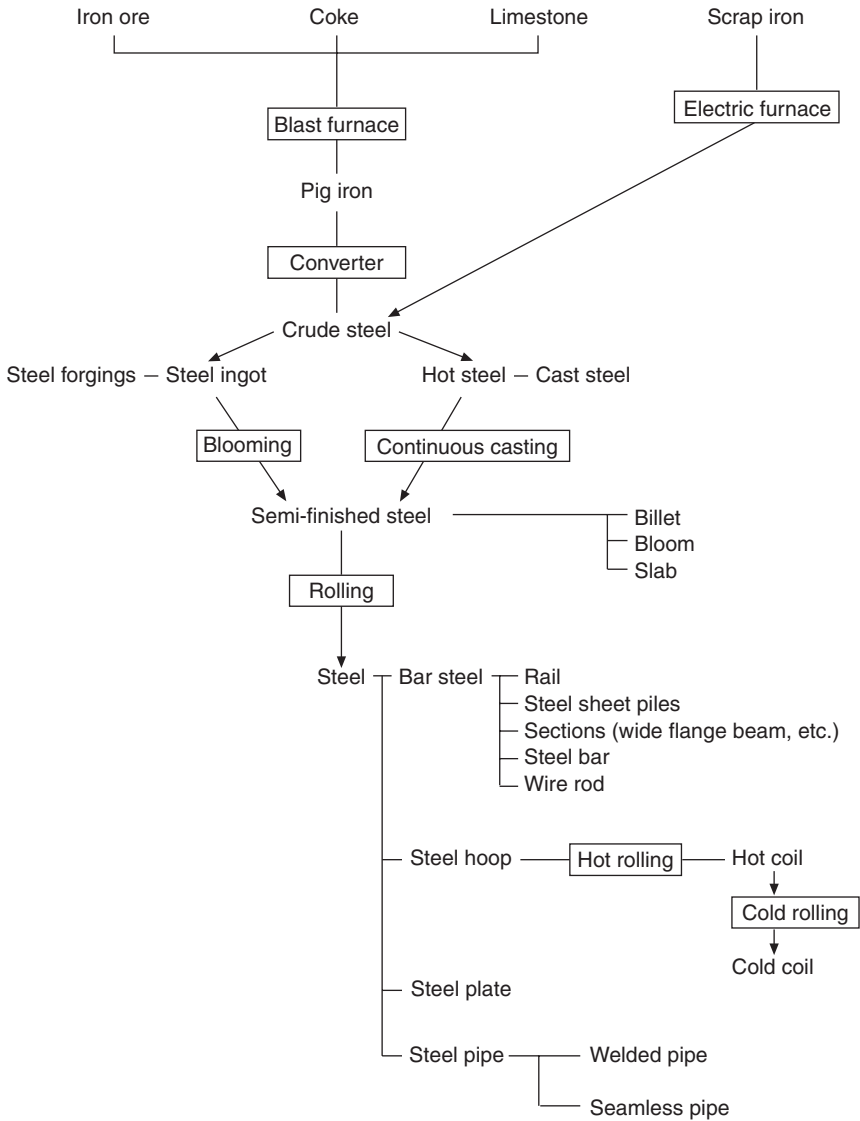 Iron ore
Coke
Limestone
Scrap iron
Blast furnace
Electric furnace
Pig iron
Converter
Crude steel
Steel forgings – Steel ingot
Hot steel – Cast steel
Blooming
Continuous casting
Semi-finished steel
Billet
Bloom
Slab
Rolling
Steel
Bar steel
Rail
Steel sheet piles
Sections (wide flange beam, etc.)
Steel bar
Wire rod
Steel hoop
Hot rolling
Hot coil
Cold rolling
Cold coil
Steel plate
Steel pipe
Welded pipe
Seamless pipe